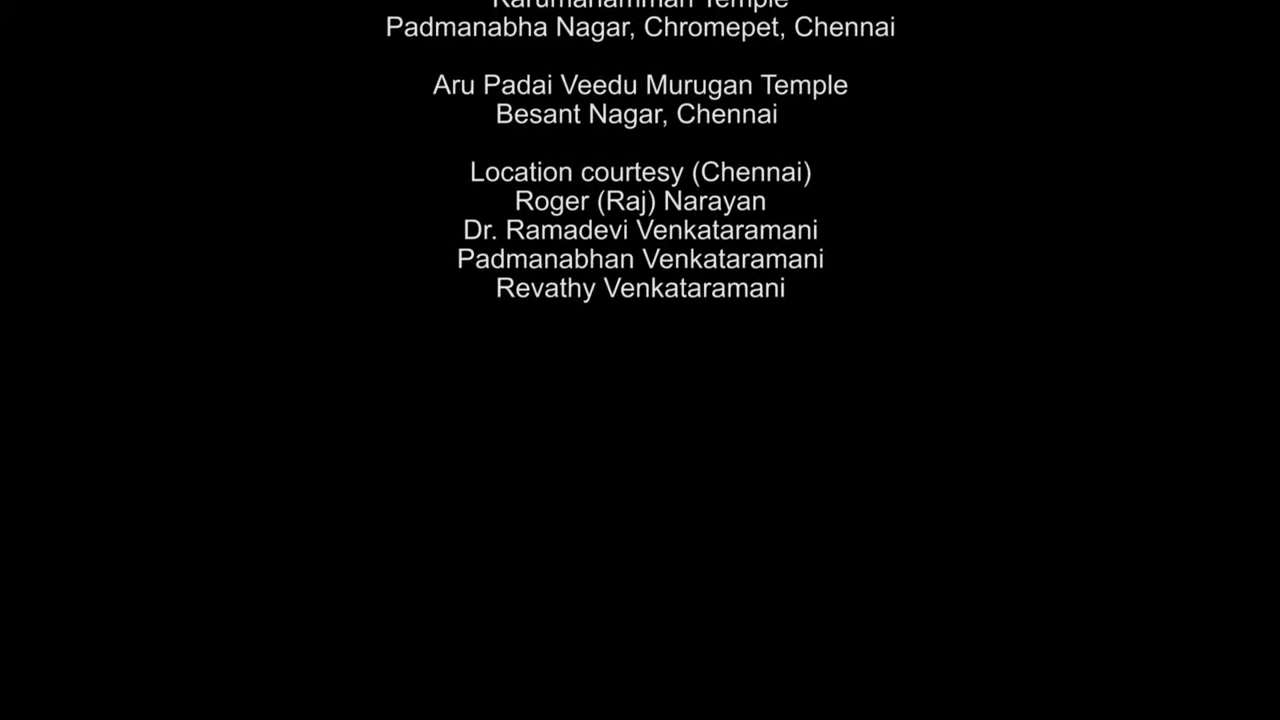 Temple
Padmanabha Nagar, Chromepet, Chennai
Aru Padai Veedu Murugan Temple
Besant Nagar, Chennai
Location courtesy (Chennai)
Roger (Raj) Narayan
Dr. Ramadevi Venkataramani
Padmanabhan Venkataramani
Revathy Venkataramani